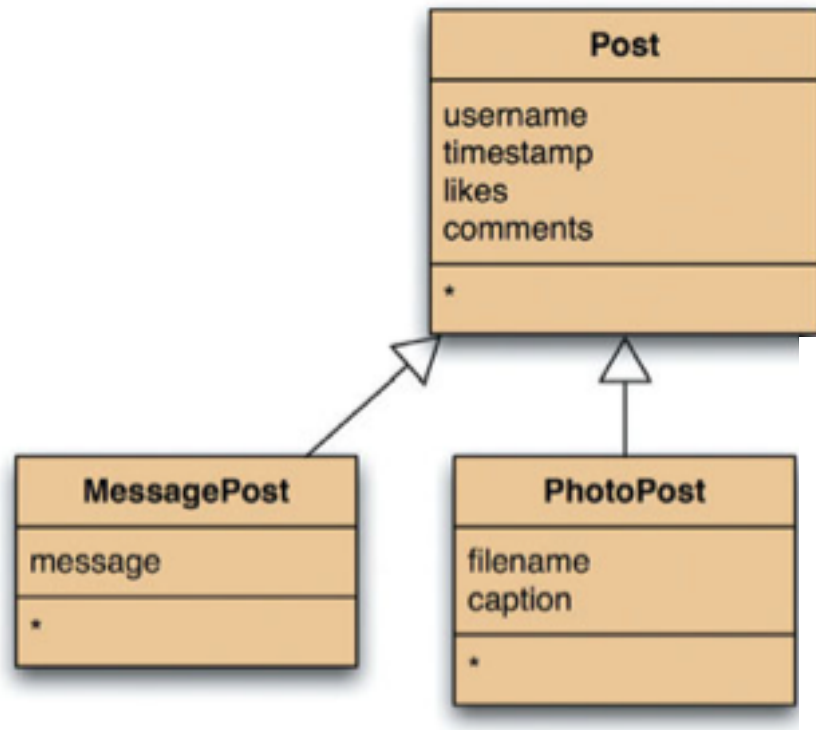 Post
username
timestamp
likes
comments
*
MessagePost
message
*
PhotoPost
filename
caption
*